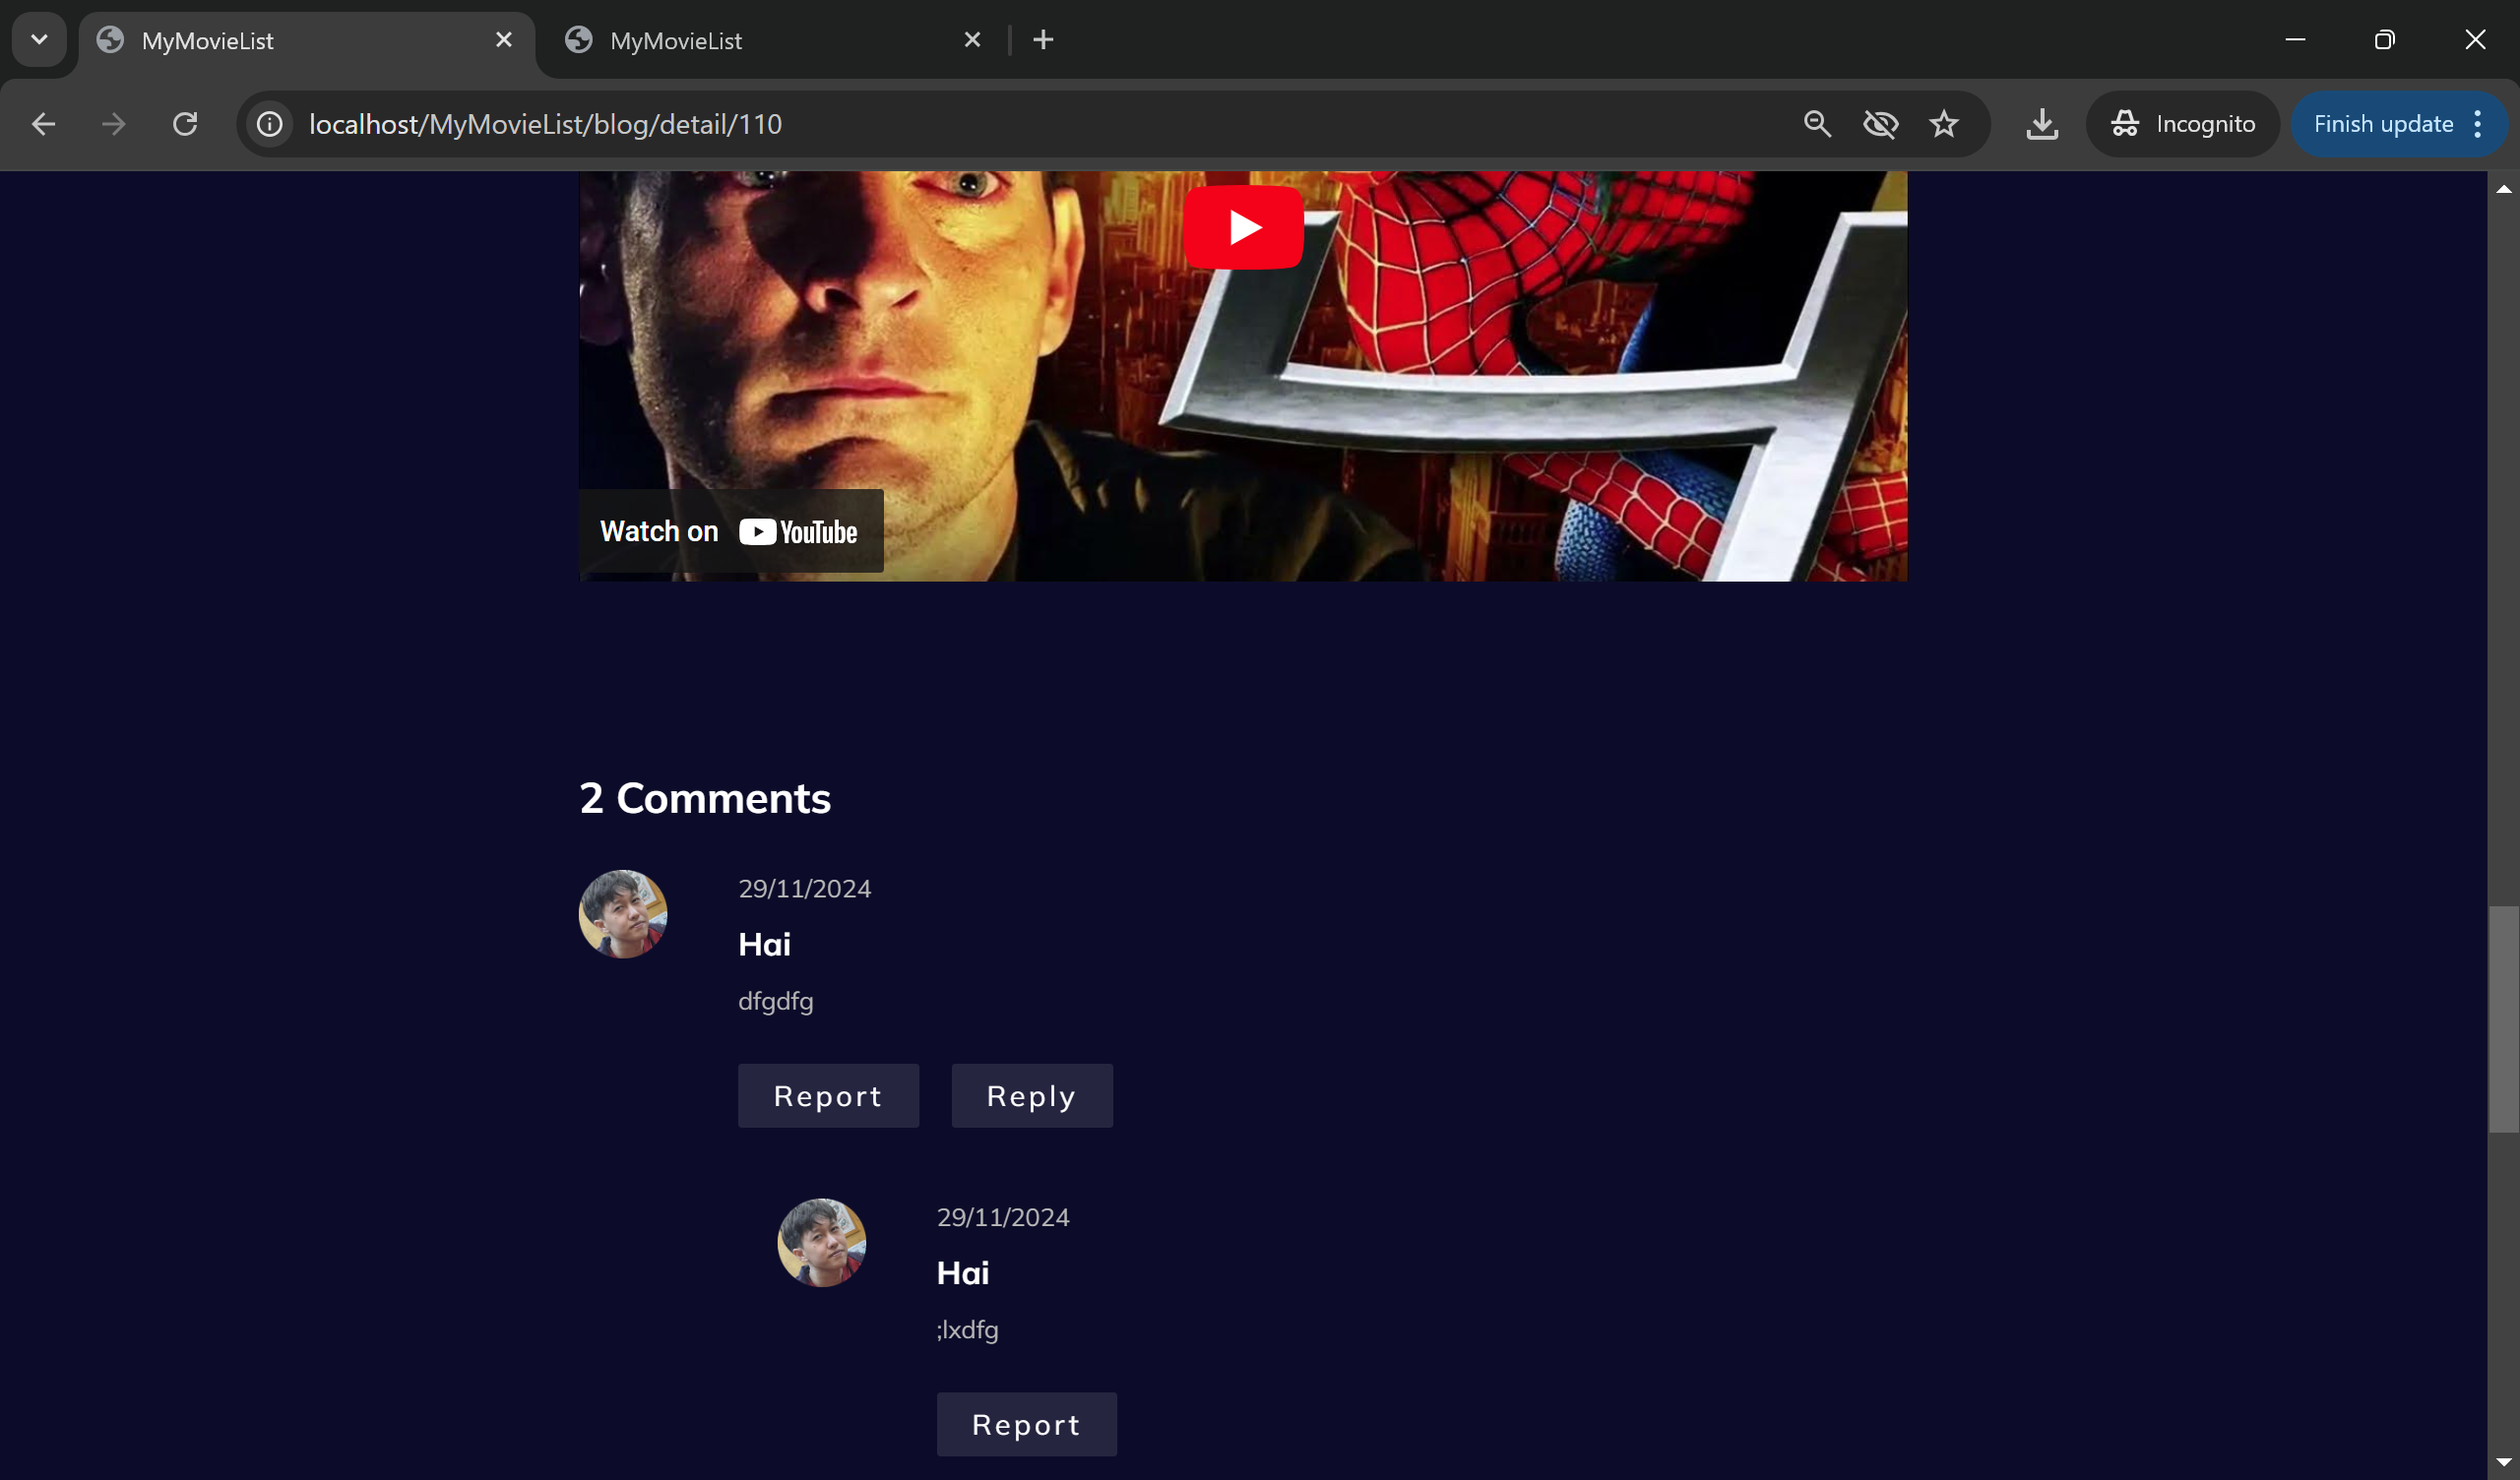 MyMovieList
MyMovieList
localhost/MyMovieList/blog/detail/110
Incognito
Finish update
Watch on YouTube
2 Comments
29/11/2024
Hai
dfgdfg
Report Reply
29/11/2024
Hai
;lxdfg
Report